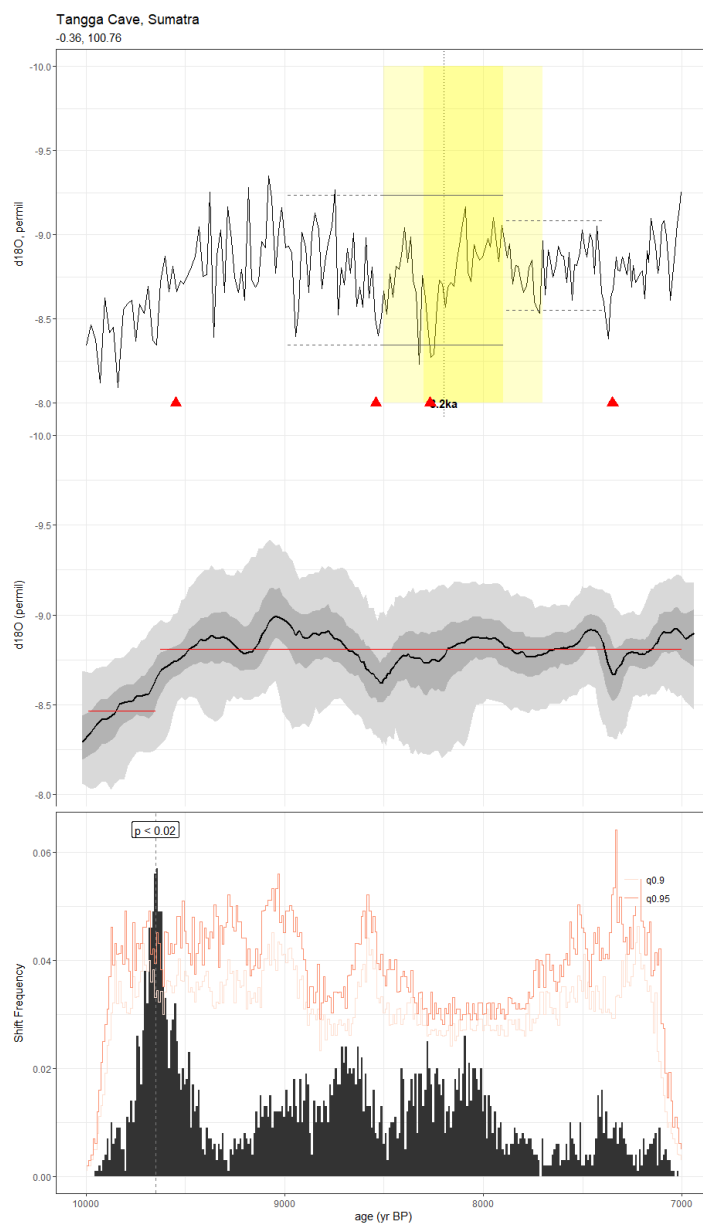 Tangga Cave, Sumatra
-0.36, 100.76
-10.0
-9.5
d18O, permil
-9.0
-8.5
-8.0
8.2ka
-10.0
-9.5
d18O (permil)
-9.0
-8.5
-8.0
p < 0.02
0.06
q0.9
q0.95
0.04
Shift Frequency
0.02
0.00
10000 9000 8000 7000
age (yr BP)